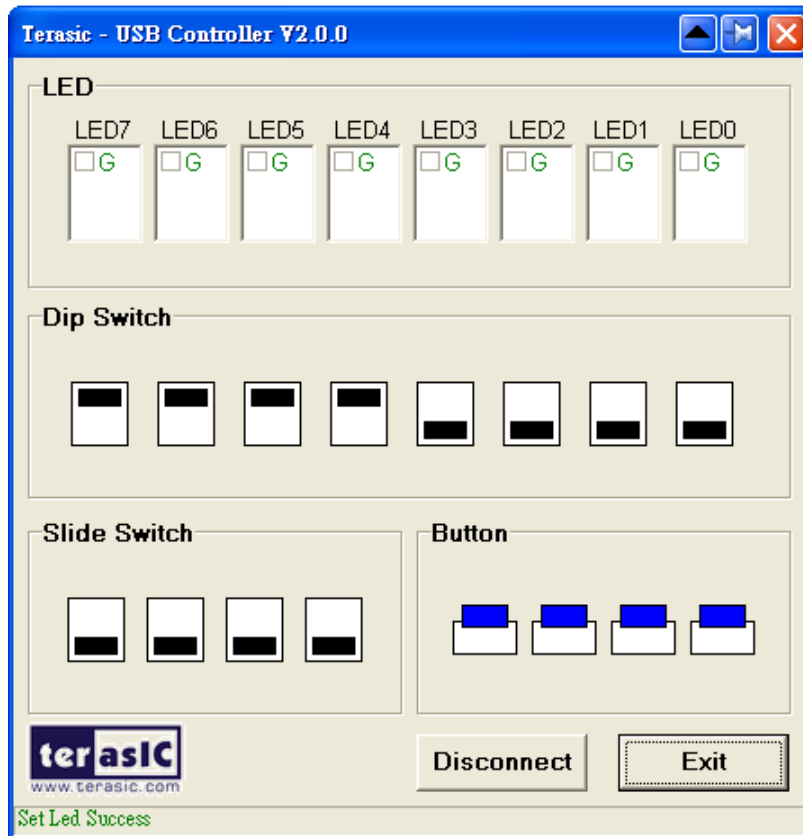 Terasic - USB Controller V2.0.0
LED
LED7 LED6 LED5 LED4 LED3 LED2 LED1 LED0
G G G G G G G G
Dip Switch
Slide Switch
Button
terasIC
www.terasic.com
Disconnect
Exit
Set Led Success